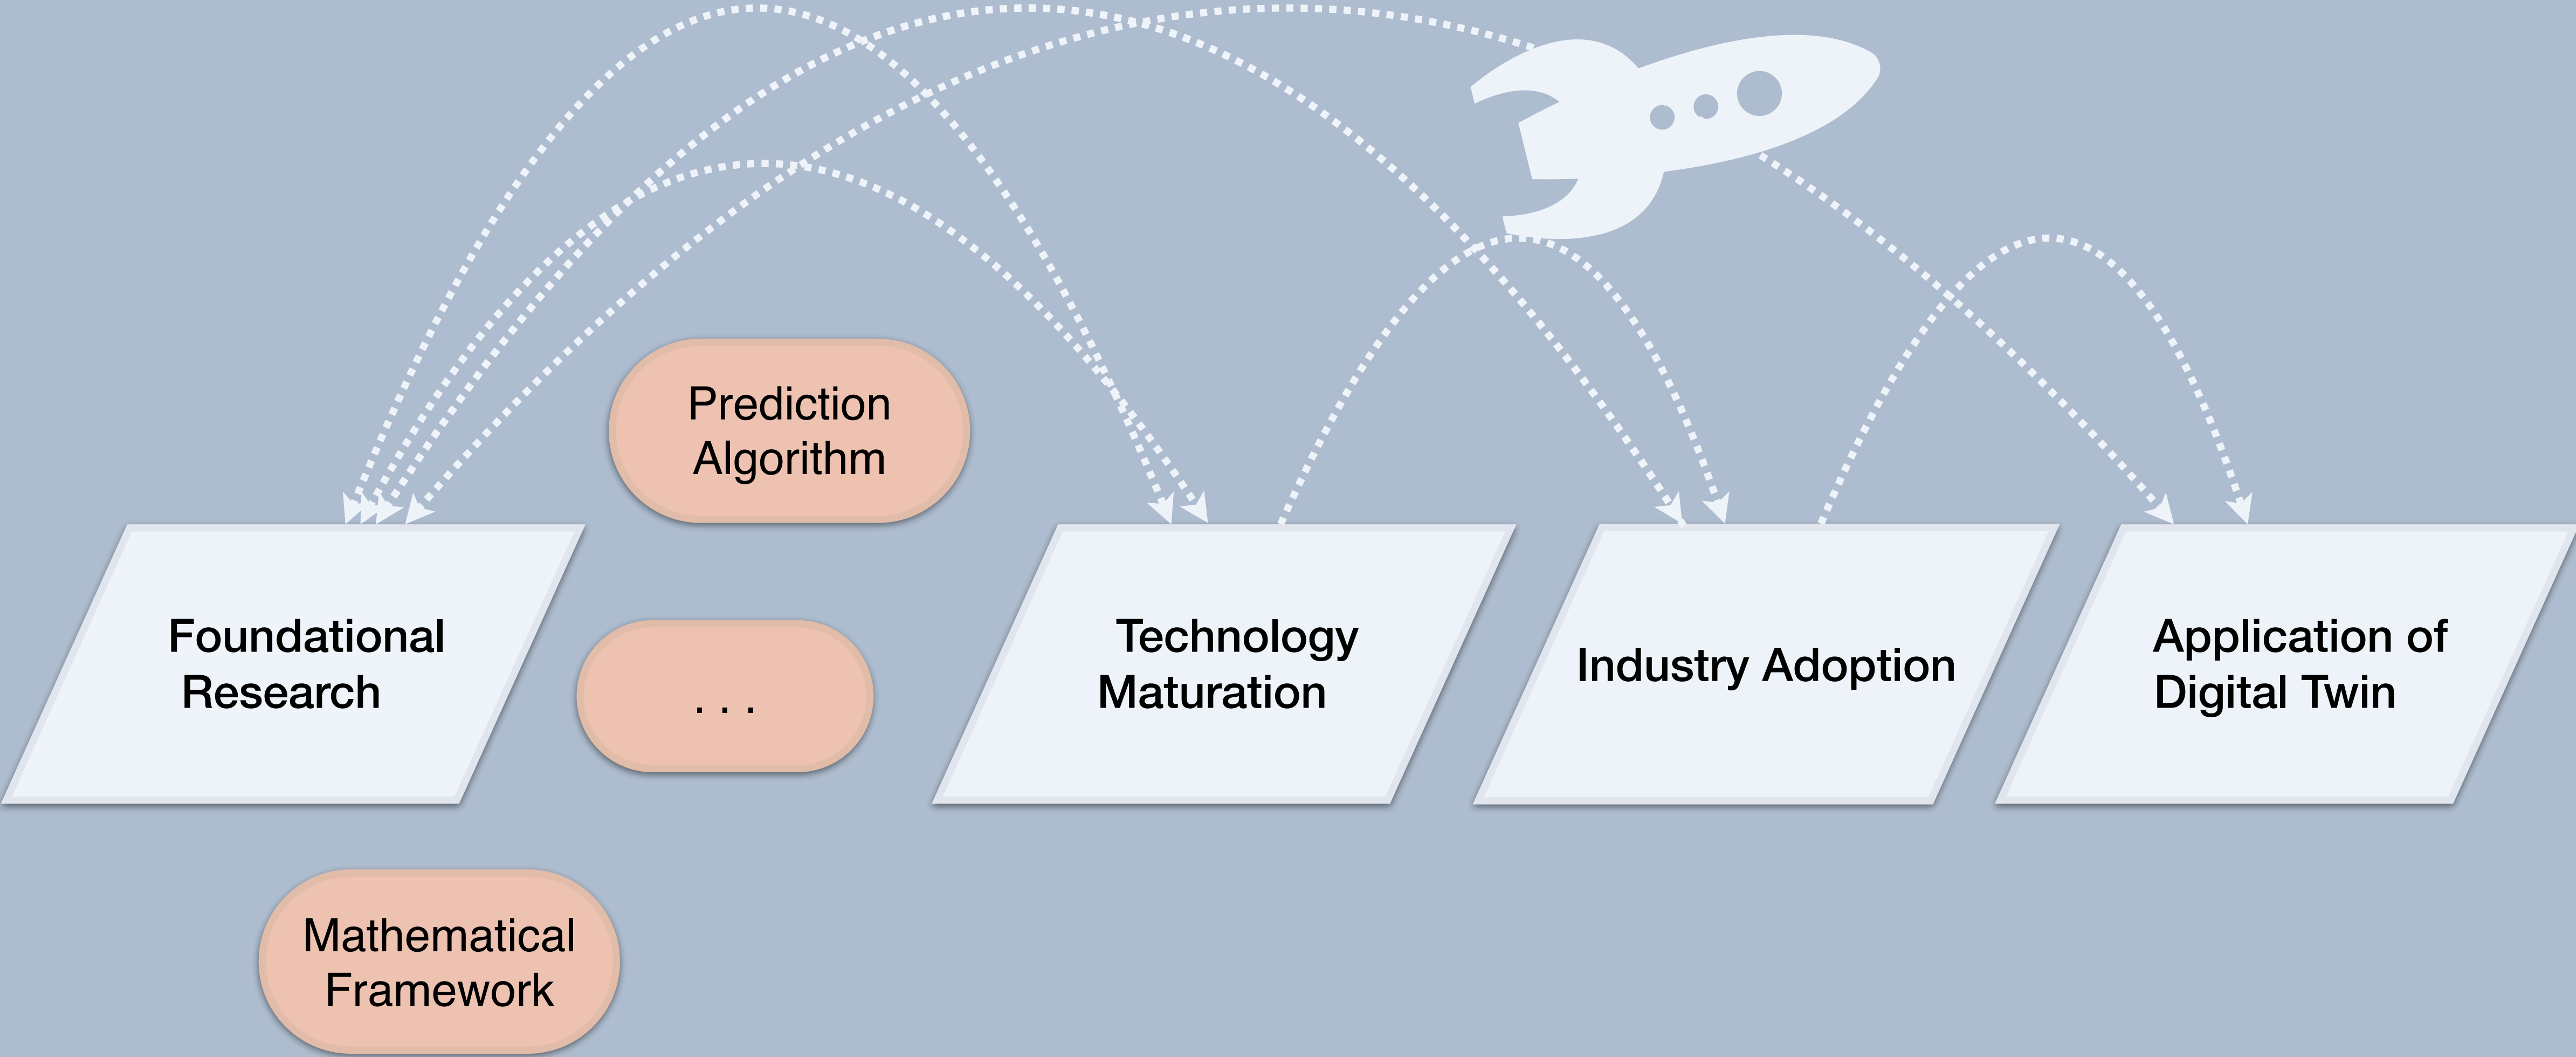 Prediction
Algorithm
Foundational
Research
. . .
Technology
Maturation
Industry Adoption
Application of
Digital Twin
Mathematical
Framework